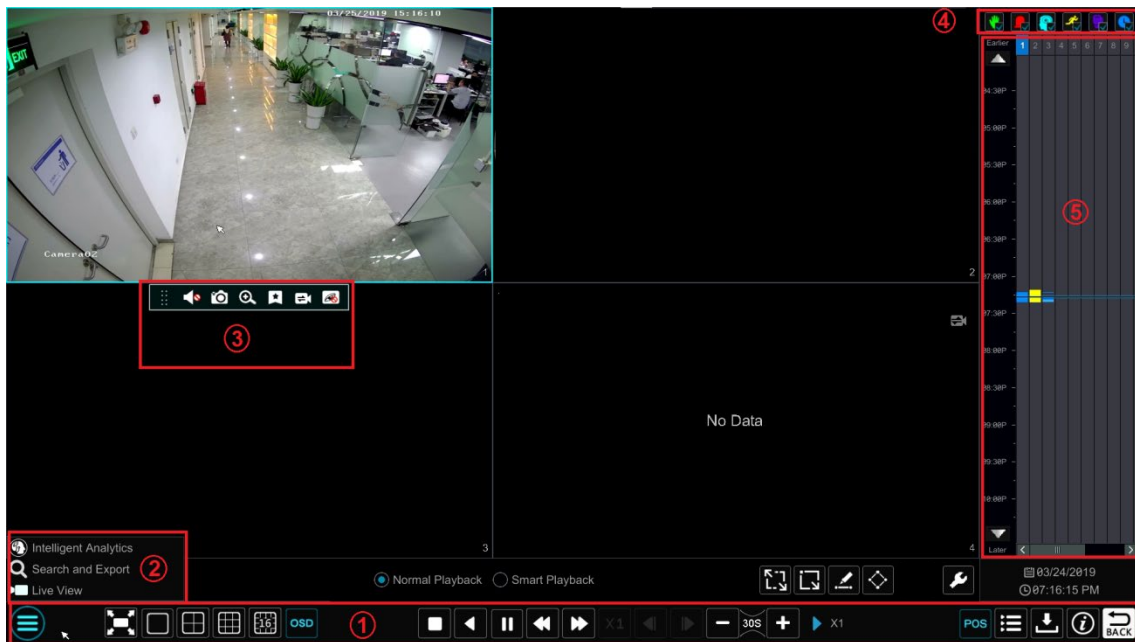 03/25/2019 15:16:10
EXIT
Camera02
1
2
④
Earlier
1 2 3 4 5 6 7 8 9
04:30P
05:00P
05:30P
06:00P
⑤
06:30P
07:00P
07:30P
08:00P
08:30P
09:00P
09:30P
10:00P
Later
③
No Data
3
4
Intelligent Analytics
Search and Export
Live View
②
Normal Playback
Smart Playback
03/24/2019
07:16:15 PM
16
OSD
①
X1
30S
X1
POS
BACK